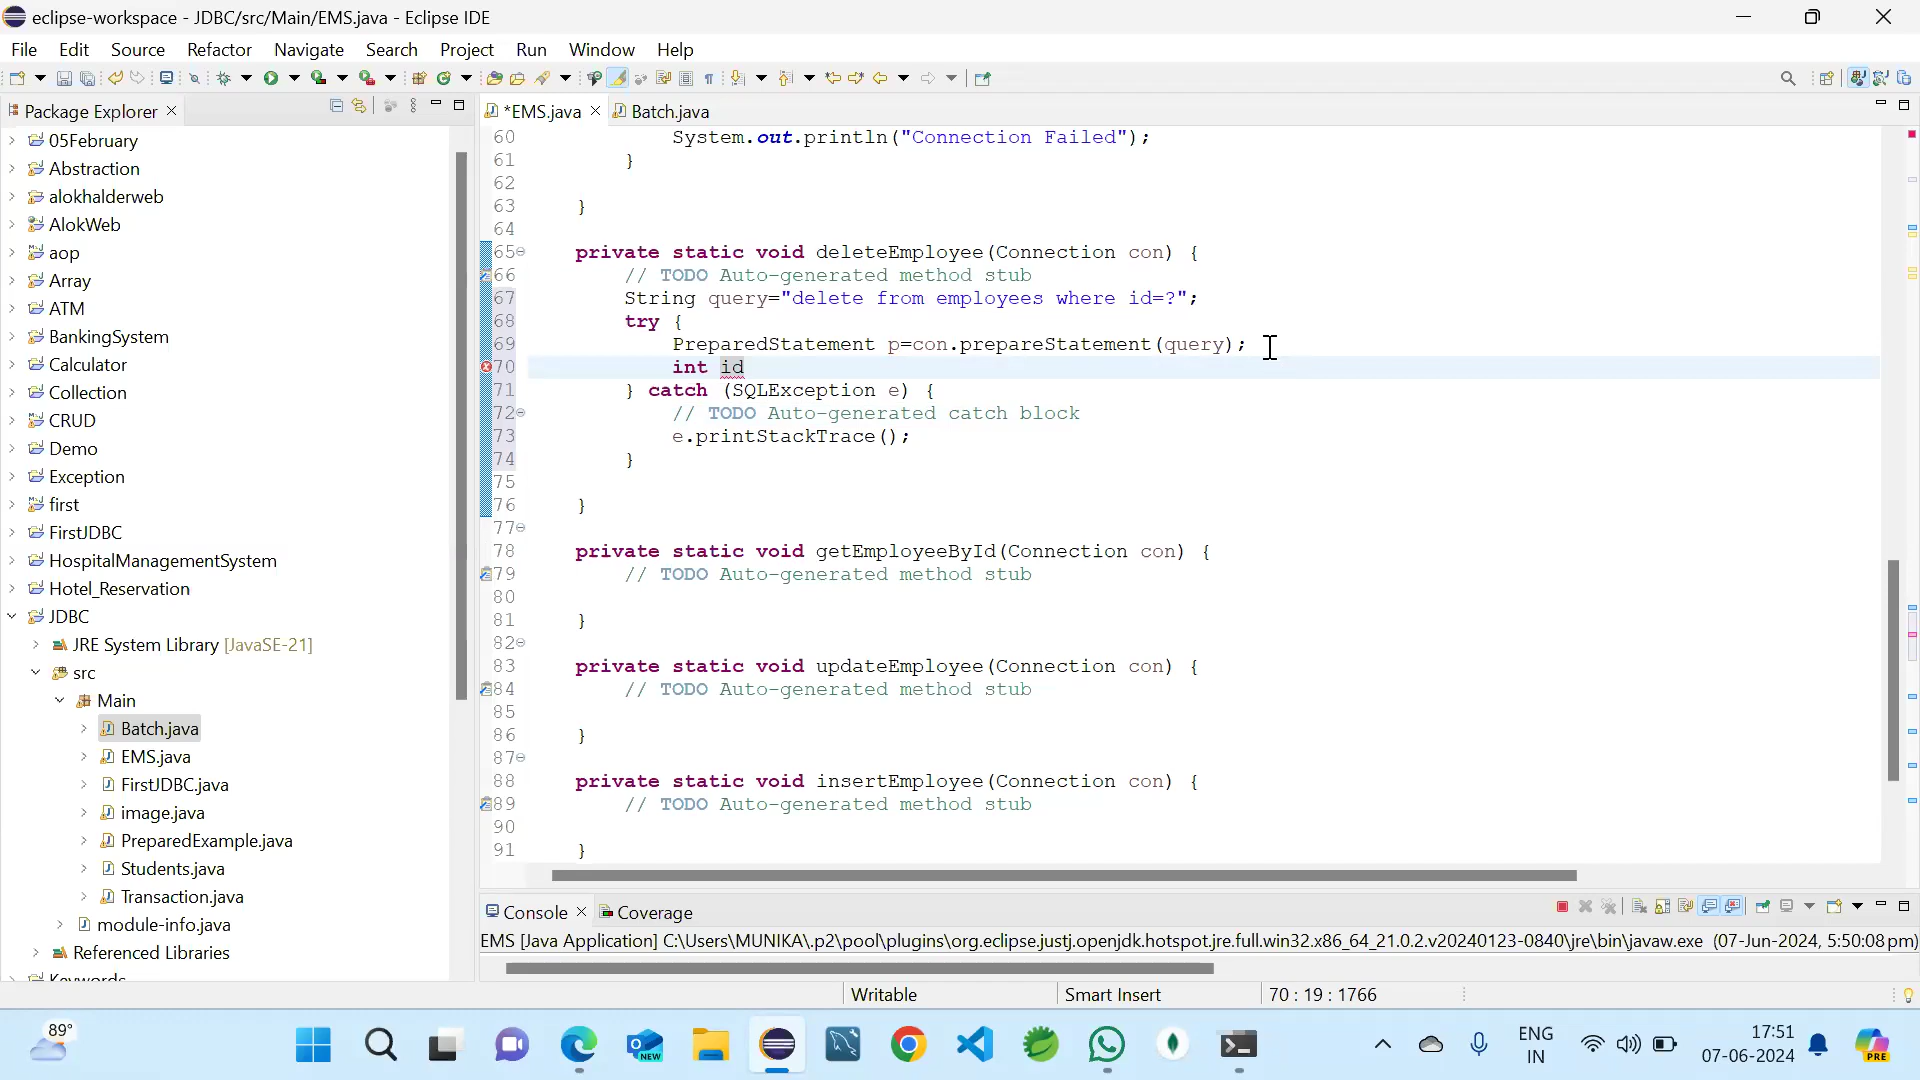 eclipse-workspace - JDBC/src/Main/EMS.java - Eclipse IDE
File Edit Source Refactor Navigate Search Project Run Window Help
Package Explorer
*EMS.java Batch.java
05February
Abstraction
alokhalderweb
AlokWeb
aop
Array
ATM
BankingSystem
Calculator
Collection
CRUD
Demo
Exception
first
FirstJDBC
HospitalManagementSystem
Hotel_Reservation
JDBC
JRE System Library [JavaSE-21]
src
Main
Batch.java
EMS.java
FirstJDBC.java
image.java
PreparedExample.java
Students.java
Transaction.java
module-info.java
Referenced Libraries
Keywords
60 System.out.println("Connection Failed");
61 }
62
63 }
64
65 private static void deleteEmployee(Connection con) {
66 // TODO Auto-generated method stub
67 String query="delete from employees where id=?";
68 try {
69 PreparedStatement p=con.prepareStatement(query);
70 int id
71 } catch (SQLException e) {
72 // TODO Auto-generated catch block
73 e.printStackTrace();
74 }
75
76 }
77
78 private static void getEmployeeById(Connection con) {
79 // TODO Auto-generated method stub
80
81 }
82
83 private static void updateEmployee(Connection con) {
84 // TODO Auto-generated method stub
85
86 }
87
88 private static void insertEmployee(Connection con) {
89 // TODO Auto-generated method stub
90
91 }
Console Coverage
EMS [Java Application] C:\Users\MUNIKA\.p2\pool\plugins\org.eclipse.justj.openjdk.hotspot.jre.full.win32.x86_64_21.0.2.v20240123-0840\jre\bin\javaw.exe (07-Jun-2024, 5:50:08 pm)
Writable Smart Insert 70 : 19 : 1766
89°
NEW
ENG
IN
17:51
07-06-2024
PRE